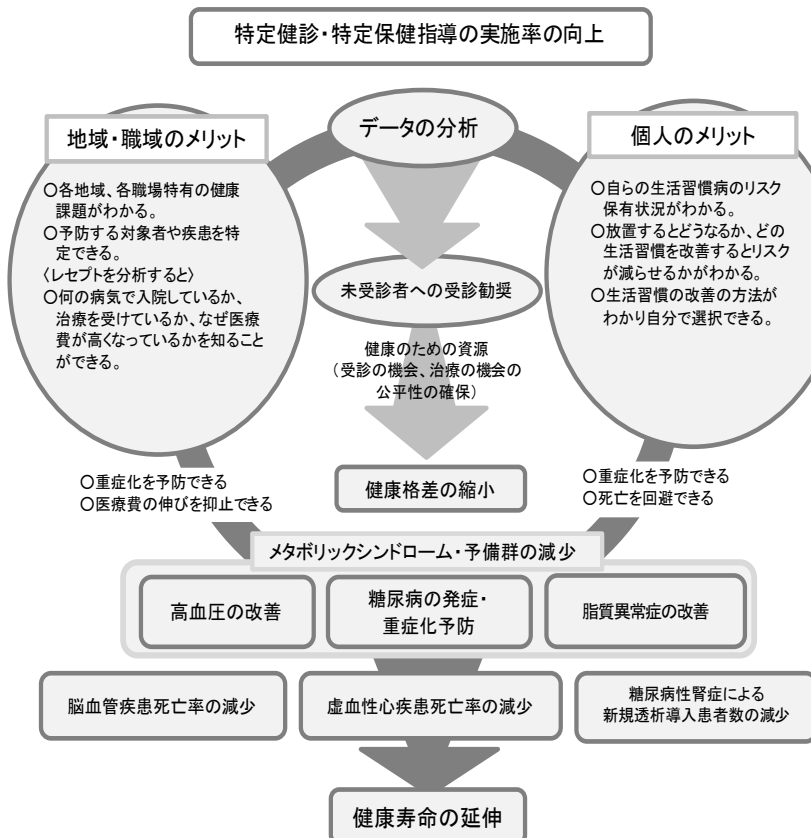 特定健診・特定保健指導の実施率の向上
データの分析
地域・職域のメリット
○各地域、各職場特有の健康
課題がわかる。
○予防する対象者や疾患を特
定できる。
〈レセプトを分析すると〉
○何の病気で入院しているか、
治療を受けているか、なぜ医療
費が高くなっているかを知ること
ができる。
個人のメリット
○自らの生活習慣病のリスク
保有状況がわかる。
○放置するとどうなるか、どの
生活習慣を改善するとリスク
が減らせるかがわかる。
○生活習慣の改善の方法が
わかり自分で選択できる。
未受診者への受診勧奨
健康のための資源
（受診の機会、治療の機会の
公平性の確保）
○重症化を予防できる
○医療費の伸びを抑止できる
健康格差の縮小
○重症化を予防できる
○死亡を回避できる
メタボリックシンドローム・予備群の減少
高血圧の改善
糖尿病の発症・
重症化予防
脂質異常症の改善
脳血管疾患死亡率の減少
虚血性心疾患死亡率の減少
糖尿病性腎症による
新規透析導入患者数の減少
健康寿命の延伸